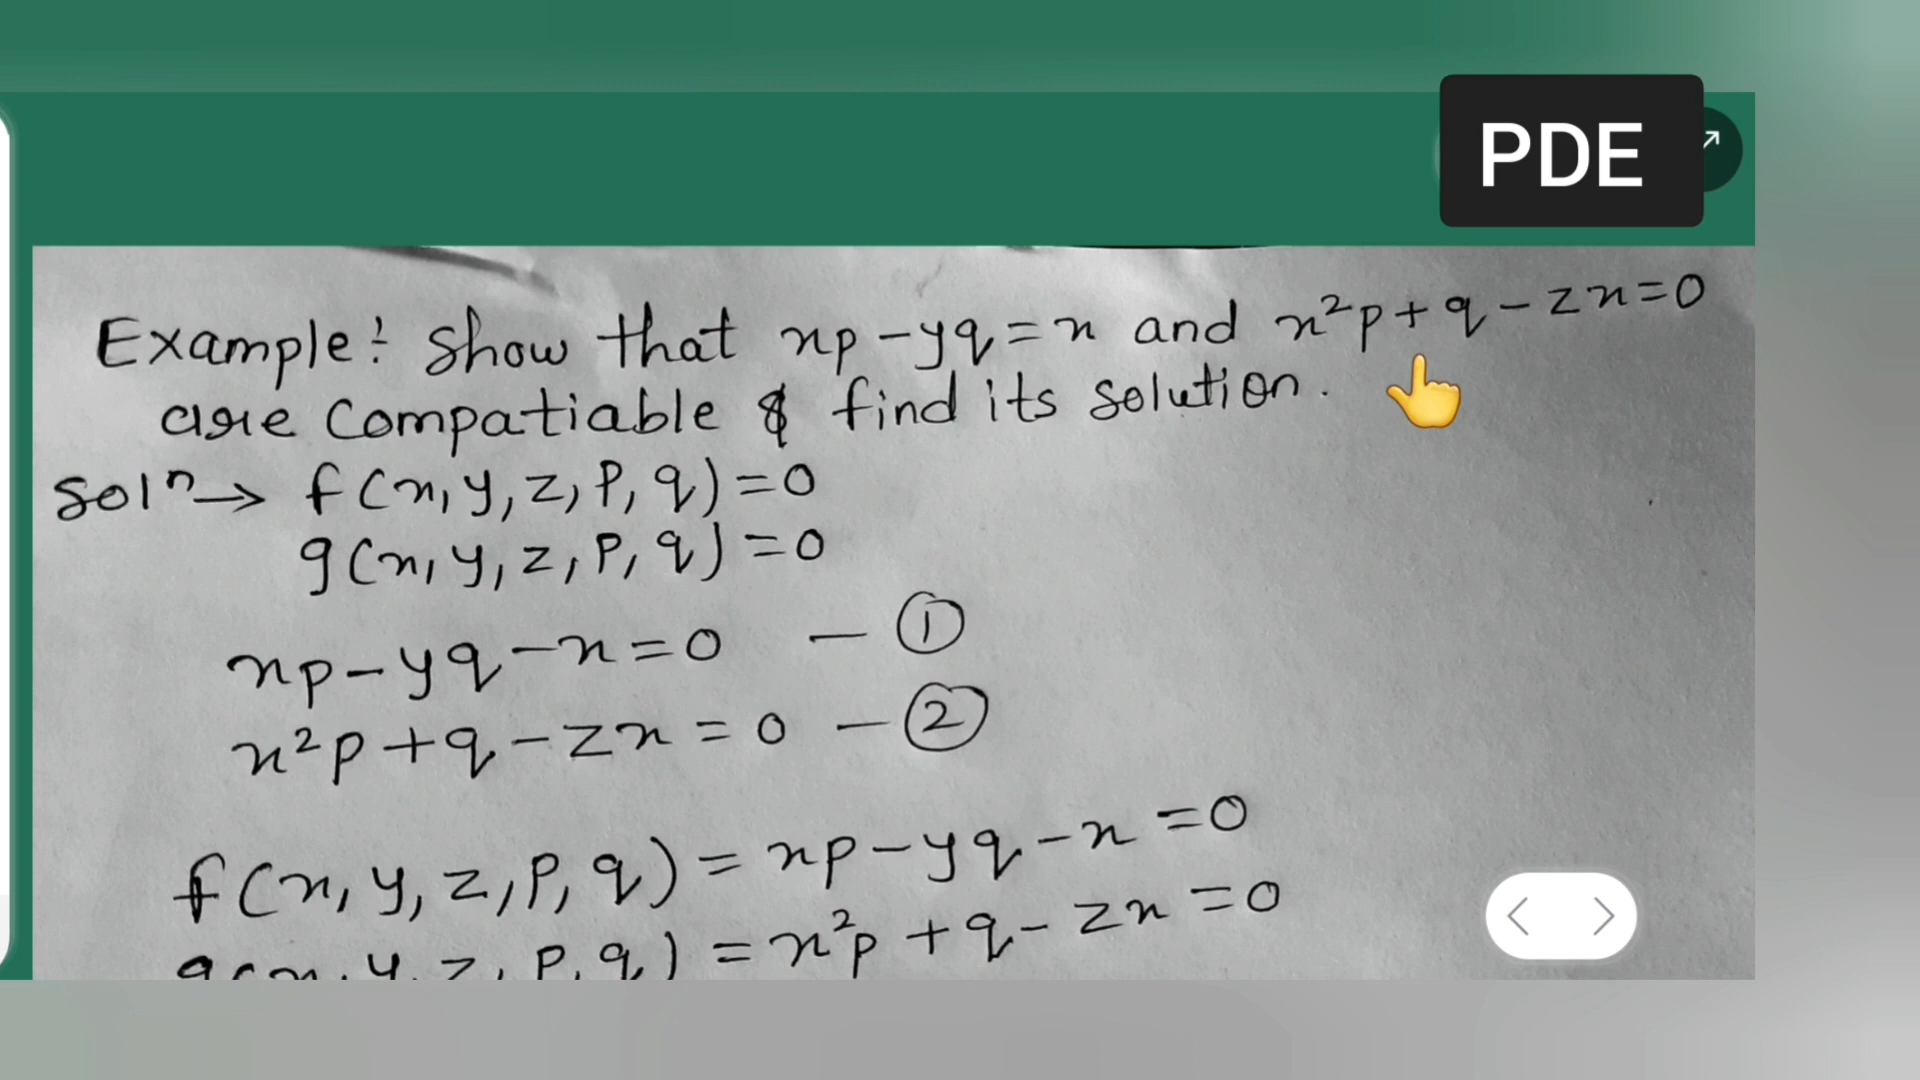 PDE
Example: show that xp-yq=x and x²p+q-zx=0
are Compatiable & find its solution.
Solⁿ→ f(x,y,z,p,q)=0
g(x,y,z,p,q)=0
xp-yq-x=0 -①
x²p+q-zx=0 -②
f(x,y,z,p,q)=xp-yq-x=0
g(x,y,z,p,q)=x²p+q-zx=0